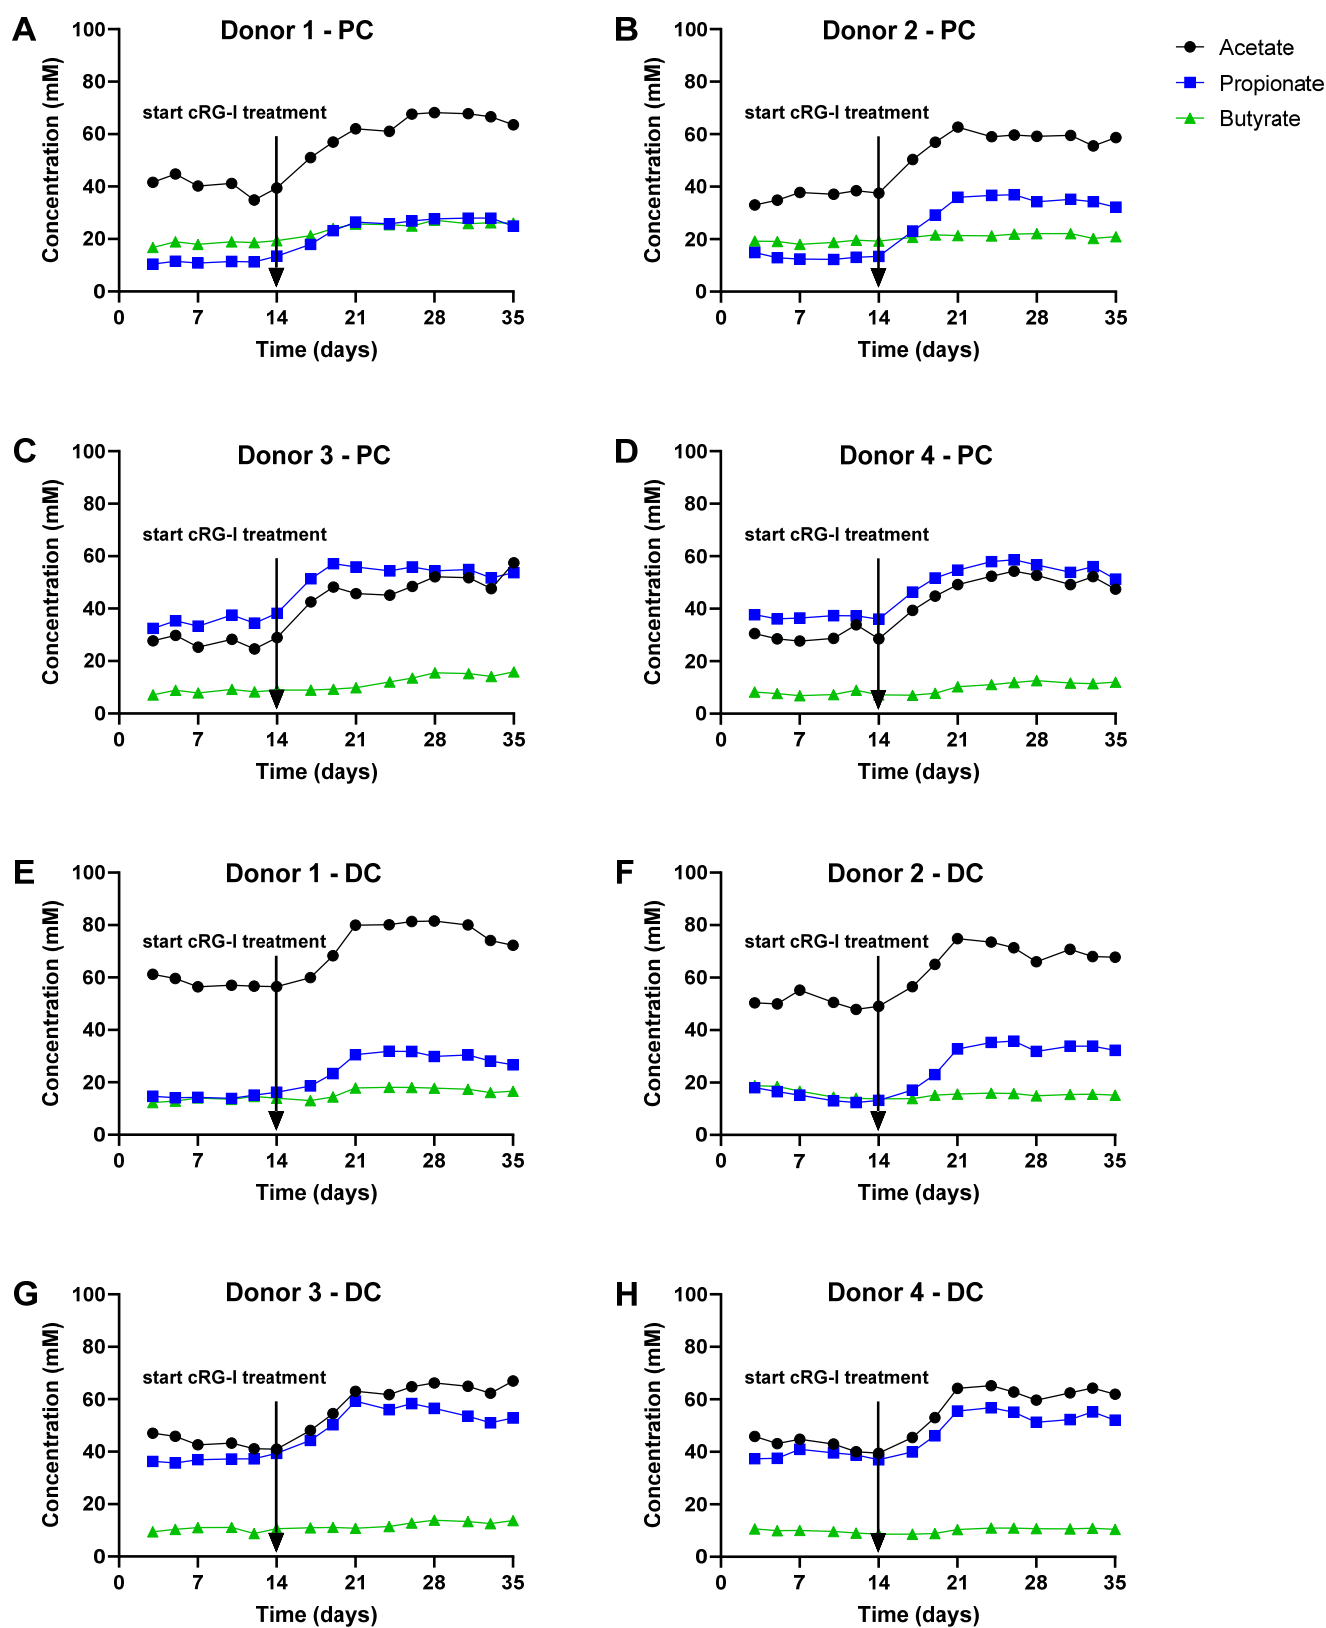 A
Donor 1 - PC
Concentration (mM)
100
80
60
40
20
0
start cRG-I treatment
0 7 14 21 28 35
Time (days)
B
Donor 2 - PC
Concentration (mM)
100
80
60
40
20
0
start cRG-I treatment
0 7 14 21 28 35
Time (days)
Acetate
Propionate
Butyrate
C
Donor 3 - PC
Concentration (mM)
100
80
60
40
20
0
start cRG-I treatment
0 7 14 21 28 35
Time (days)
D
Donor 4 - PC
Concentration (mM)
100
80
60
40
20
0
start cRG-I treatment
0 7 14 21 28 35
Time (days)
E
Donor 1 - DC
Concentration (mM)
100
80
60
40
20
0
start cRG-I treatment
0 7 14 21 28 35
Time (days)
F
Donor 2 - DC
Concentration (mM)
100
80
60
40
20
0
start cRG-I treatment
0 7 14 21 28 35
Time (days)
G
Donor 3 - DC
Concentration (mM)
100
80
60
40
20
0
start cRG-I treatment
0 7 14 21 28 35
Time (days)
H
Donor 4 - DC
Concentration (mM)
100
80
60
40
20
0
start cRG-I treatment
0 7 14 21 28 35
Time (days)